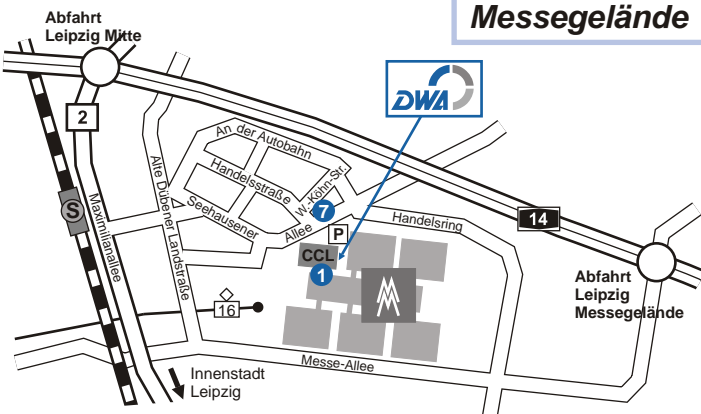 Messegelände
Abfahrt
Leipzig Mitte
DWA
2
An der Autobahn
Handelsstraße
W.-Köhn-Str.
Seehausener
Allee
Alte Dübener Landstraße
Maximilianallee
S
7
P
Handelsring
14
CCL
1
16
Abfahrt
Leipzig
Messegelände
Messe-Allee
Innenstadt
Leipzig